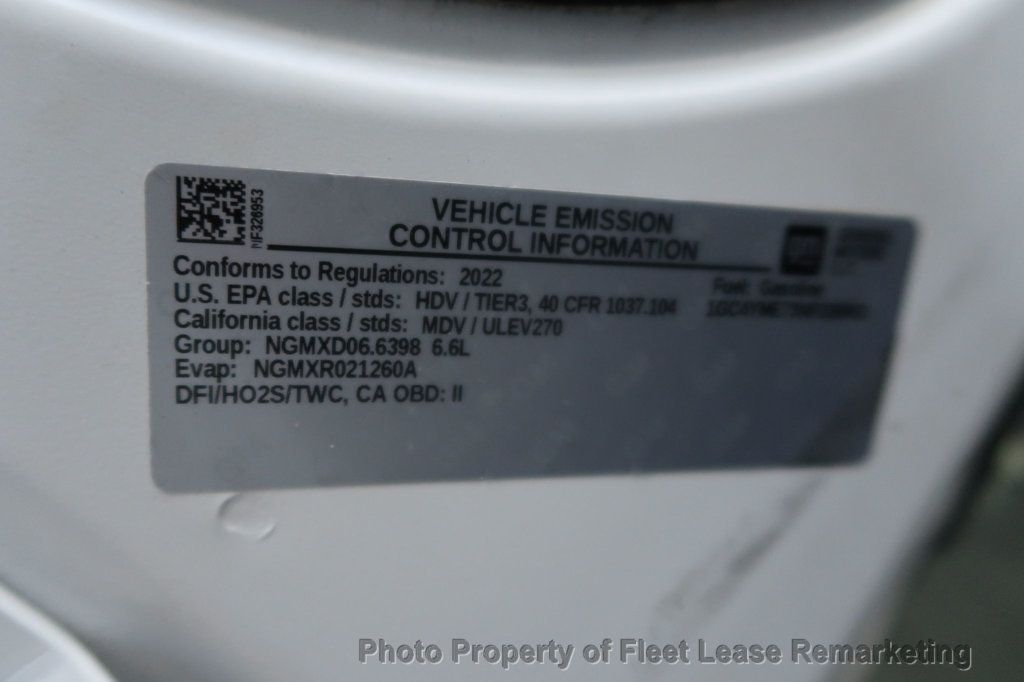 NF326953
VEHICLE EMISSION
CONTROL INFORMATION
Conforms to Regulations: 2022
U.S. EPA class / stds: HDV / TIER3, 40 CFR 1037.104
California class / stds: MDV / ULEV270
Group: NGMXD06.6398 6.6L
Evap: NGMXR021260A
DFI/HO2S/TWC, CA OBD: II
GM
Fuel: Gasoline
Photo Property of Fleet Lease Remarketing